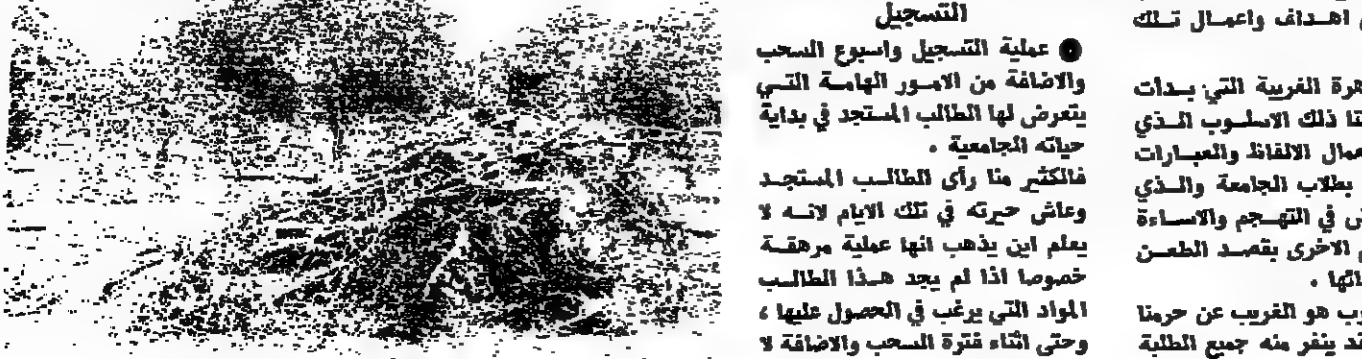 التسجيل
● عملية التسجيل واسبوع السحب
والاضافة من الامور الهامة التي
يتعرض لها الطالب المستجد في بداية
حياته الجامعية .
فالكثير منا رأى الطالب المستجد
وعاش حيرته في تلك الايام لانه لا
يعلم اين يذهب انها عملية مرهقة
خصوصا اذا لم يجد هذا الطالب
المواد التي يرغب في الحصول عليها ،
وحتى اثناء فترة السحب والاضافة لا
اهداف واعمال تلك
الغريبة التي بدأت
ذلك الاسلوب الذي
الالفاظ والعبارات
بطلاب الجامعة والذي
في التهجم والاساءة
الاخرى بقصد الطعن
هو الغريب عن حرمنا
ينفر منه جميع الطلبة